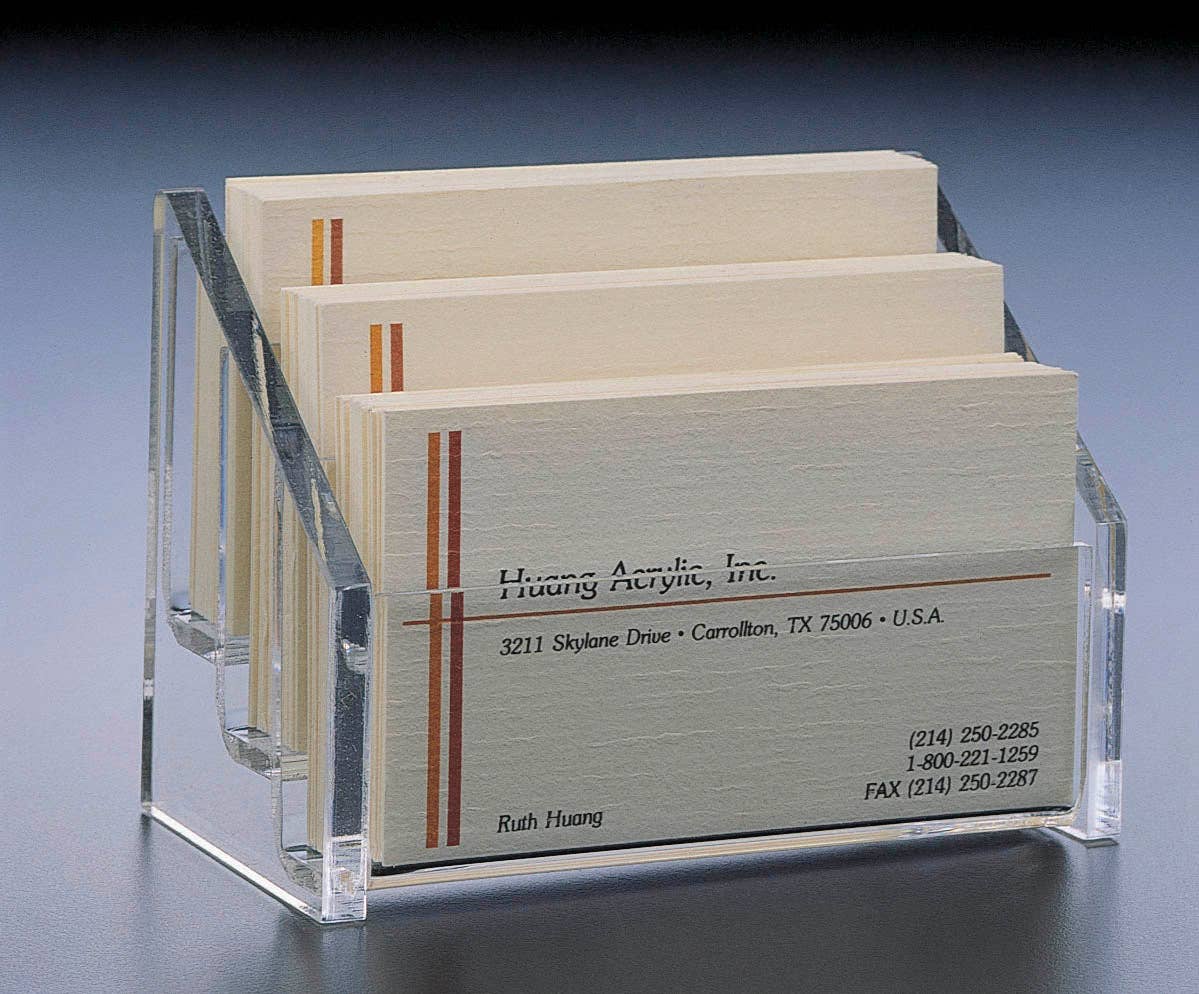 Huang Acrylic, Inc.
3211 Skylane Drive • Carrollton, TX 75006 • U.S.A.
(214) 250-2285
1-800-221-1259
FAX (214) 250-2287
Ruth Huang